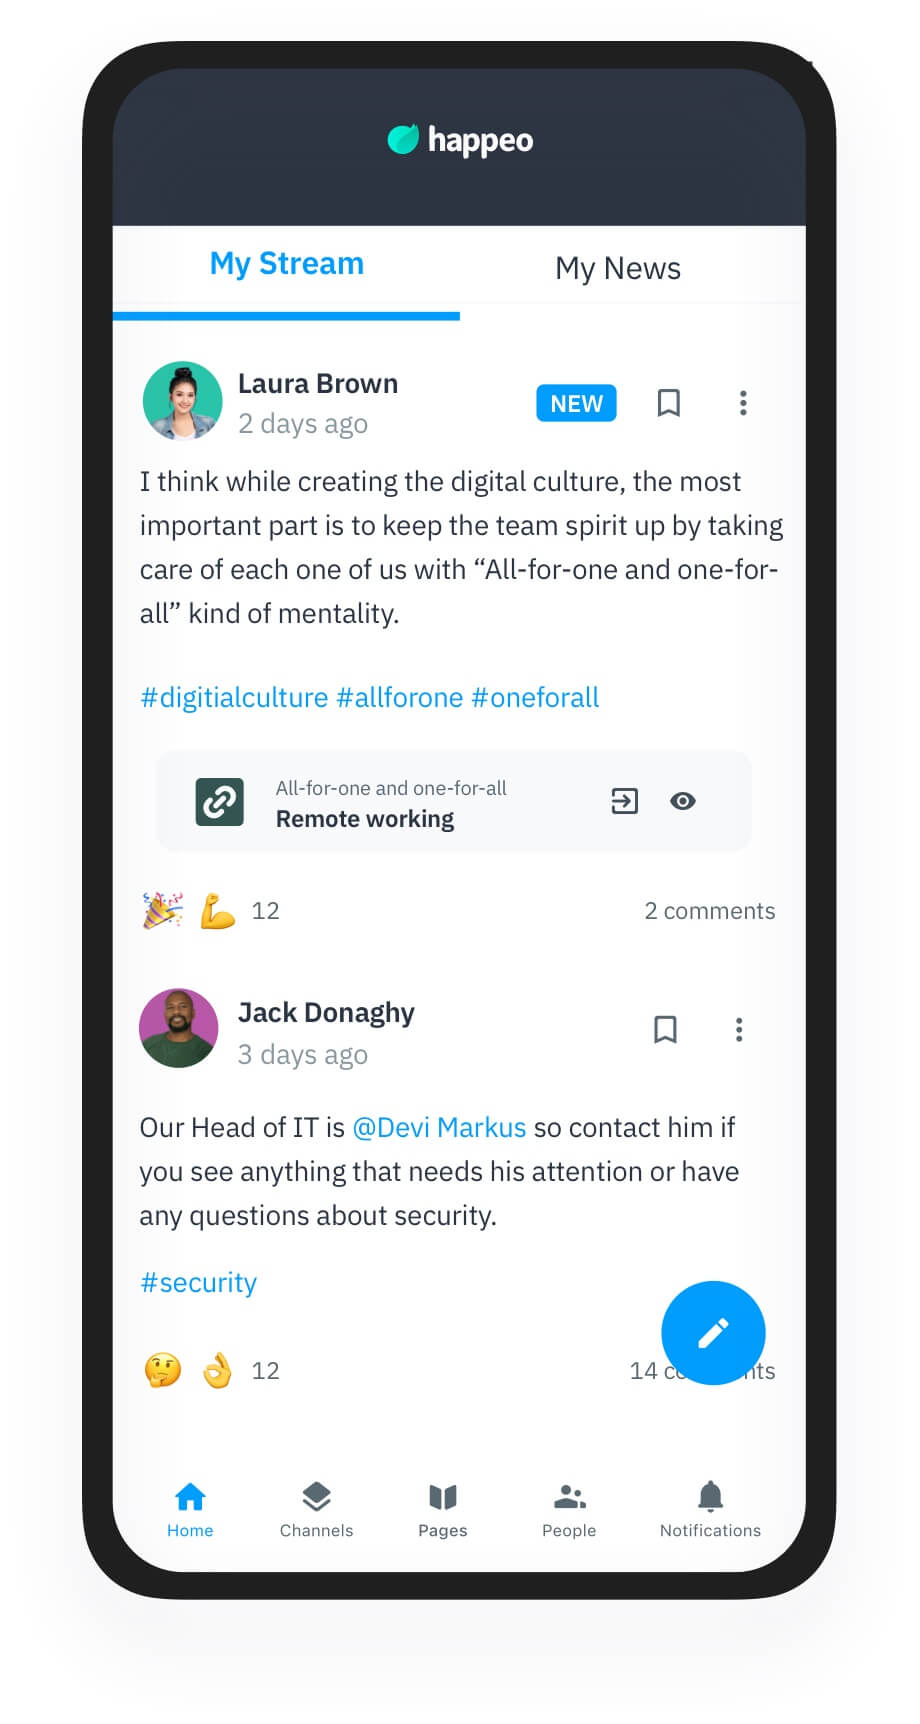 happeo
My Stream
My News
Laura Brown
2 days ago
NEW
I think while creating the digital culture, the most
important part is to keep the team spirit up by taking
care of each one of us with “All-for-one and one-for-
all” kind of mentality.
#digitialculture #allforone #oneforall
All-for-one and one-for-all
Remote working
12
2 comments
Jack Donaghy
3 days ago
Our Head of IT is @Devi Markus so contact him if
you see anything that needs his attention or have
any questions about security.
#security
12
14
Home
Channels
Pages
People
Notifications